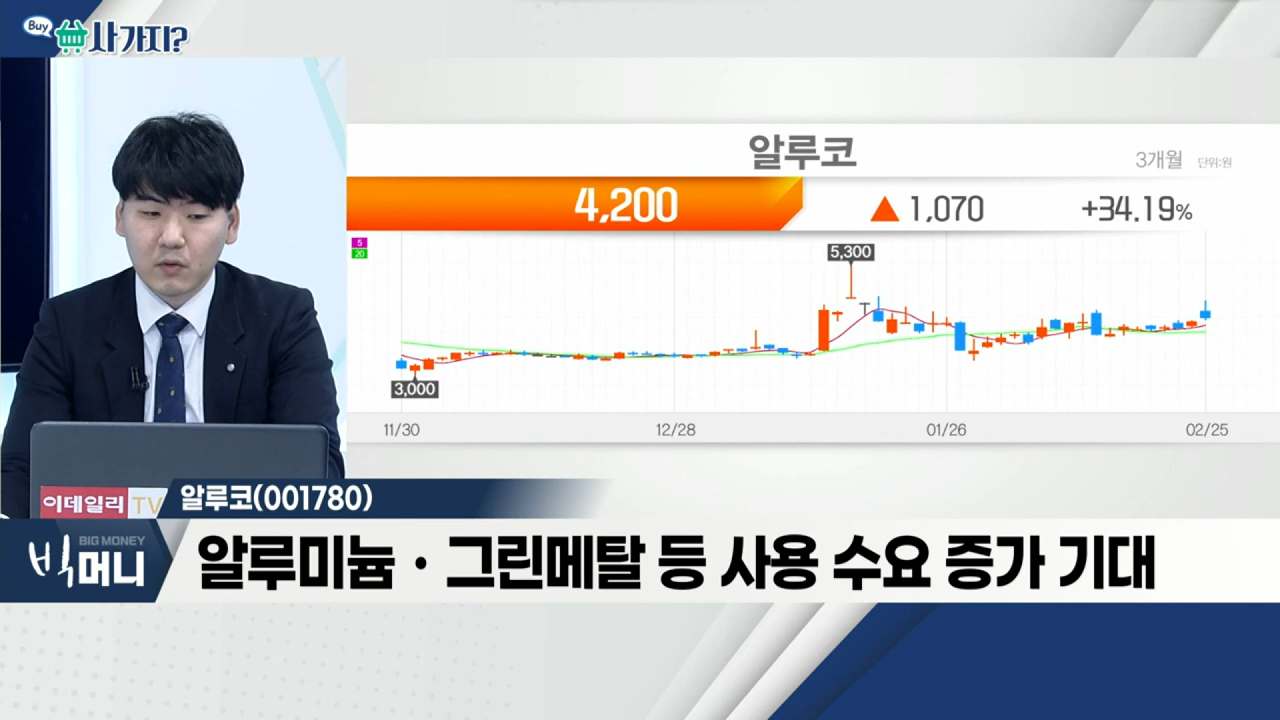 Buy
사가지?
알루코
3개월 단위:원
4,200 ▲ 1,070 +34.19%
5
20
5,300
3,000
11/30 12/28 01/26 02/25
이데일리 TV
알루코(001780)
BIG MONEY
빅머니
알루미늄·그린메탈 등 사용 수요 증가 기대